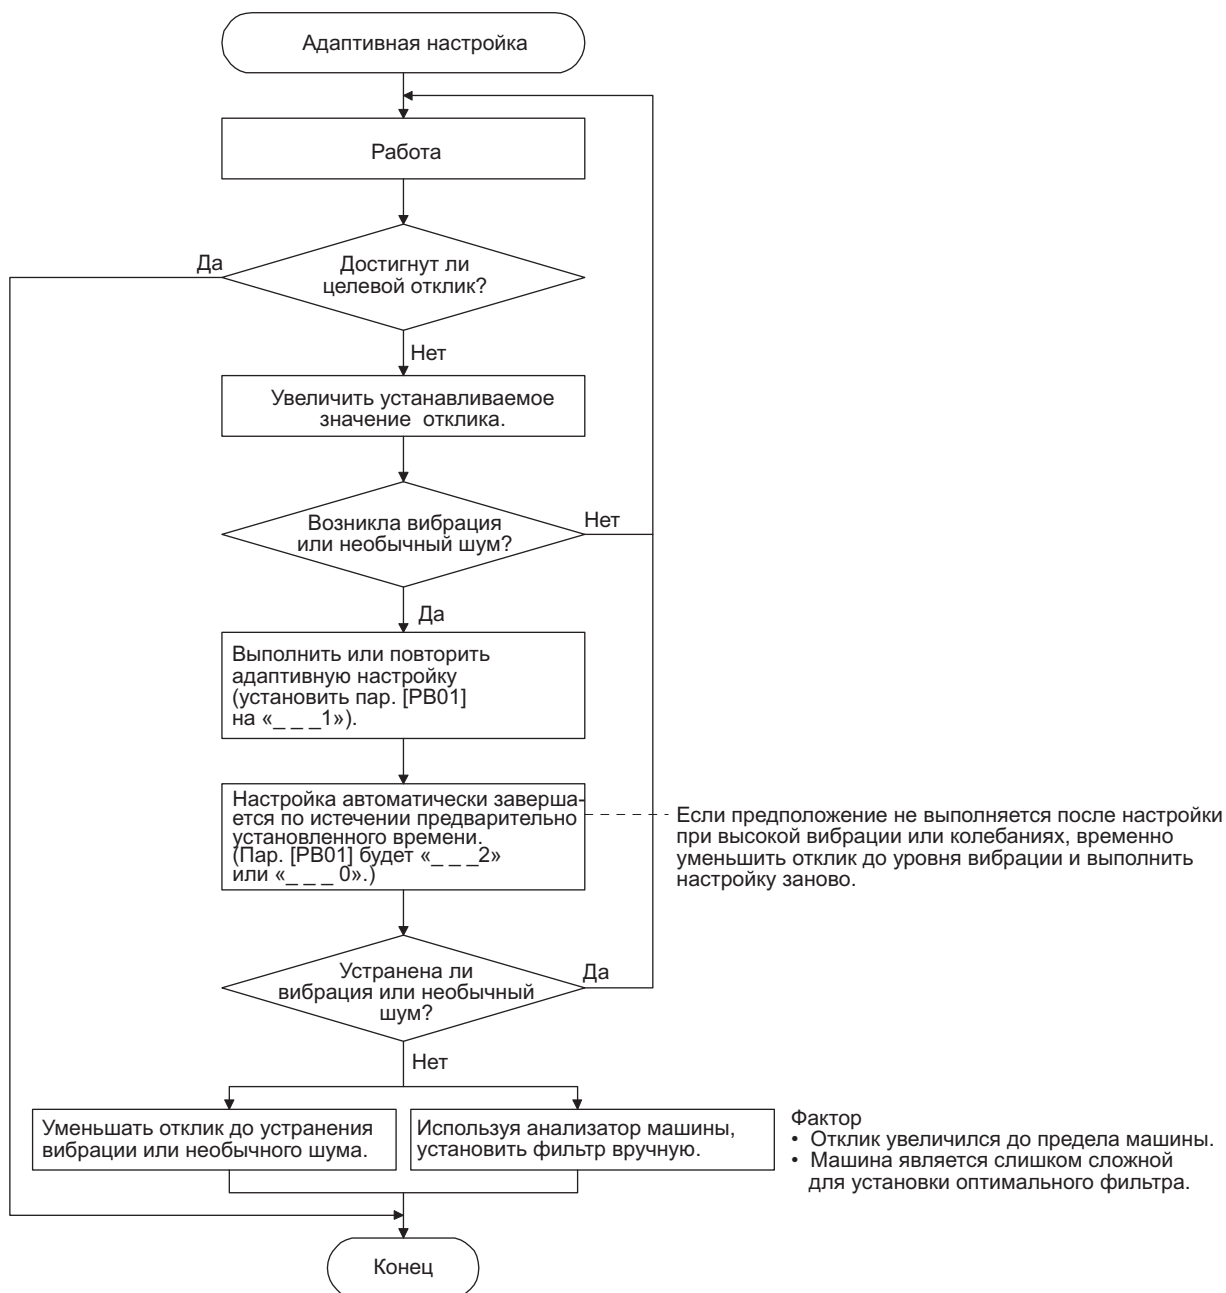 Адаптивная настройка
Работа
Да
Достигнут ли
целевой отклик?
Нет
Увеличить устанавливаемое
значение отклика.
Возникла вибрация
или необычный шум?
Нет
Да
Выполнить или повторить
адаптивную настройку
(установить пар. [PB01]
на «_ _ _1»).
Настройка автоматически заверша-
ется по истечении предварительно
установленного времени.
(Пар. [PB01] будет «_ _ _2»
или «_ _ _ 0».)
Если предположение не выполняется после настройки
при высокой вибрации или колебаниях, временно
уменьшить отклик до уровня вибрации и выполнить
настройку заново.
Устранена ли
вибрация или необычный
шум?
Да
Нет
Уменьшать отклик до устранения
вибрации или необычного шума.
Используя анализатор машины,
установить фильтр вручную.
Фактор
• Отклик увеличился до предела машины.
• Машина является слишком сложной
для установки оптимального фильтра.
Конец